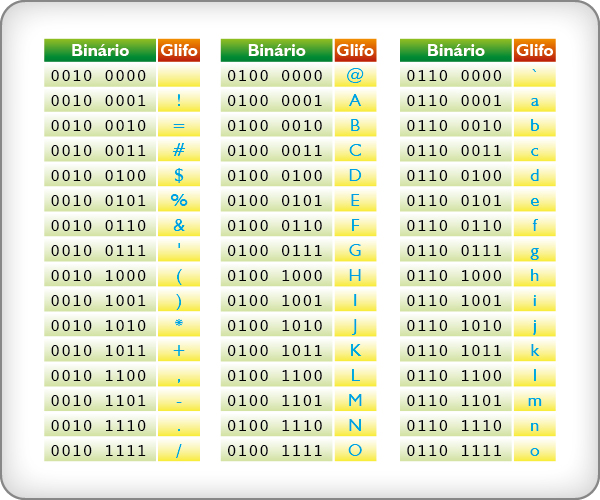 Binário Glifo Binário Glifo Binário Glifo
0010 0000 0100 0000 @ 0110 0000 `
0010 0001 ! 0100 0001 A 0110 0001 a
0010 0010 = 0100 0010 B 0110 0010 b
0010 0011 # 0100 0011 C 0110 0011 c
0010 0100 $ 0100 0100 D 0110 0100 d
0010 0101 % 0100 0101 E 0110 0101 e
0010 0110 & 0100 0110 F 0110 0110 f
0010 0111 ' 0100 0111 G 0110 0111 g
0010 1000 ( 0100 1000 H 0110 1000 h
0010 1001 ) 0100 1001 I 0110 1001 i
0010 1010 * 0100 1010 J 0110 1010 j
0010 1011 + 0100 1011 K 0110 1011 k
0010 1100 , 0100 1100 L 0110 1100 l
0010 1101 - 0100 1101 M 0110 1101 m
0010 1110 . 0100 1110 N 0110 1110 n
0010 1111 / 0100 1111 O 0110 1111 o